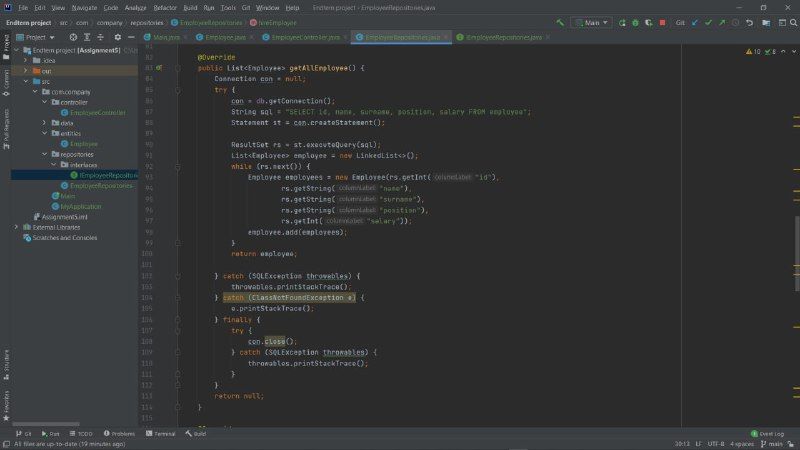 File Edit View Navigate Code Analyze Refactor Build Run Tools Git Window Help Endterm project - EmployeeRepositories.java
Endterm project src com company repositories EmployeeRepositories hireEmployee
Main Git:
Project
Main.java Employee.java EmployeeController.java EmployeeRepositories.java IEmployeeRepositories.java
Endterm project [Assignment5]
.idea
out
src
com.company
controller
EmployeeController
data
entities
Employee
repositories
interfaces
IEmployeeRepositories
EmployeeRepositories
Main
MyApplication
Assignment5.iml
External Libraries
Scratches and Consoles
Project
Commit
Pull Requests
Structure
Favorites
10 8
81
82 @Override
83 public List<Employee> getAllEmployee() {
84 Connection con = null;
85 try {
86 con = db.getConnection();
87 String sql = "SELECT id, name, surname, position, salary FROM employee";
88 Statement st = con.createStatement();
89
90 ResultSet rs = st.executeQuery(sql);
91 List<Employee> employee = new LinkedList<>();
92 while (rs.next()) {
93 Employee employees = new Employee(rs.getInt( columnLabel: "id"),
94 rs.getString( columnLabel: "name"),
95 rs.getString( columnLabel: "surname"),
96 rs.getString( columnLabel: "position"),
97 rs.getInt( columnLabel: "salary"));
98 employee.add(employees);
99 }
100 return employee;
101
102 } catch (SQLException throwables) {
103 throwables.printStackTrace();
104 } catch (ClassNotFoundException e) {
105 e.printStackTrace();
106 } finally {
107 try {
108 con.close();
109 } catch (SQLException throwables) {
110 throwables.printStackTrace();
111 }
112 }
113 return null;
114 }
115
Git Run TODO Problems Terminal Build Event Log
All files are up-to-date (19 minutes ago) 30:13 LF UTF-8 4 spaces main